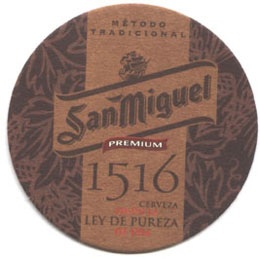 MÉTODO
TRADICIONAL
San Miguel
PREMIUM
1516
CERVEZA
LEY DE PUREZA